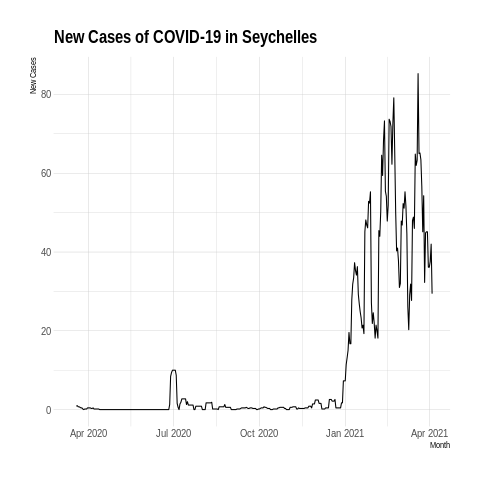 New Cases of COVID-19 in Seychelles
New Cases
80
60
40
20
0
Apr 2020 Jul 2020 Oct 2020 Jan 2021 Apr 2021
Month